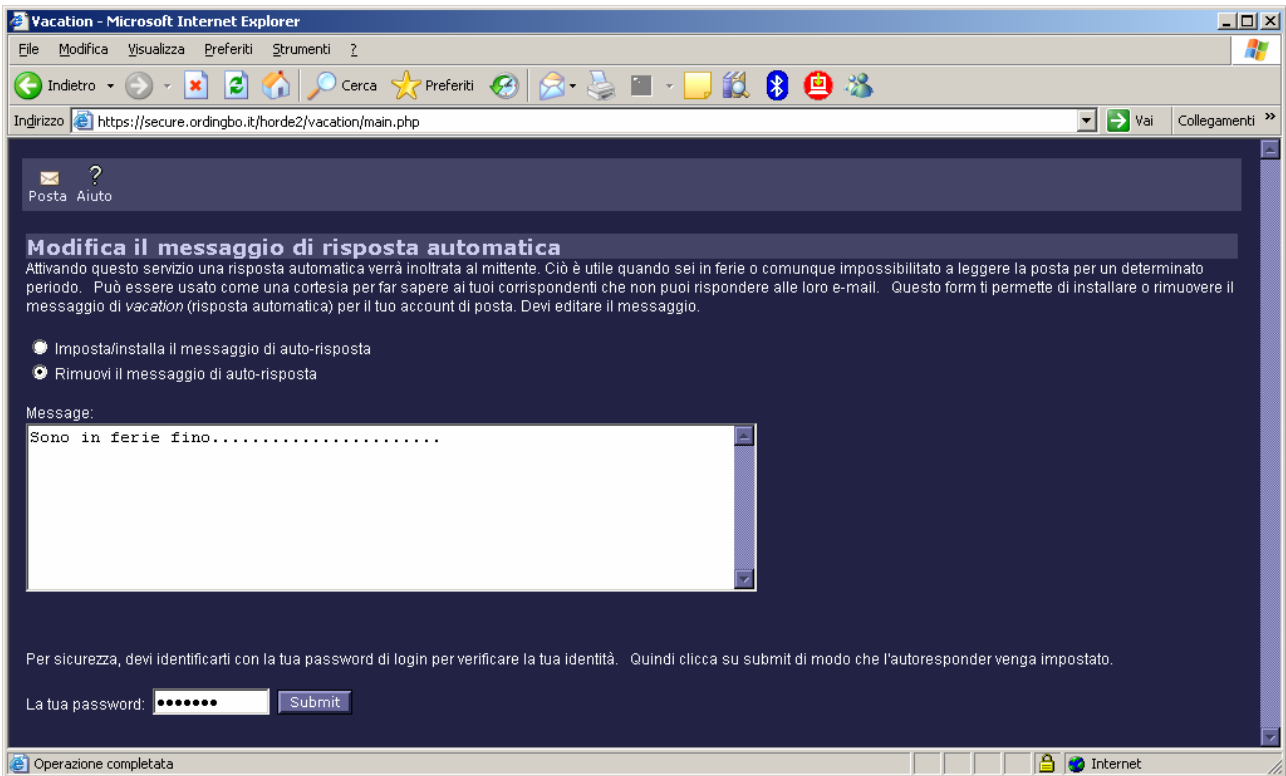 Vacation - Microsoft Internet Explorer
File Modifica Visualizza Preferiti Strumenti ?
Indietro Cerca Preferiti
Indirizzo https://secure.ordingbo.it/horde2/vacation/main.php Vai Collegamenti »
?
Posta Aiuto
Modifica il messaggio di risposta automatica
Attivando questo servizio una risposta automatica verrà inoltrata al mittente. Ciò è utile quando sei in ferie o comunque impossibilitato a leggere la posta per un determinato
periodo. Può essere usato come una cortesia per far sapere ai tuoi corrispondenti che non puoi rispondere alle loro e-mail. Questo form ti permette di installare o rimuovere il
messaggio di vacation (risposta automatica) per il tuo account di posta. Devi editare il messaggio.
Imposta/installa il messaggio di auto-risposta
Rimuovi il messaggio di auto-risposta
Message:
Sono in ferie fino.......................
Per sicurezza, devi identificarti con la tua password di login per verificare la tua identità. Quindi clicca su submit di modo che l'autoresponder venga impostato.
La tua password: ••••••• Submit
Operazione completata Internet